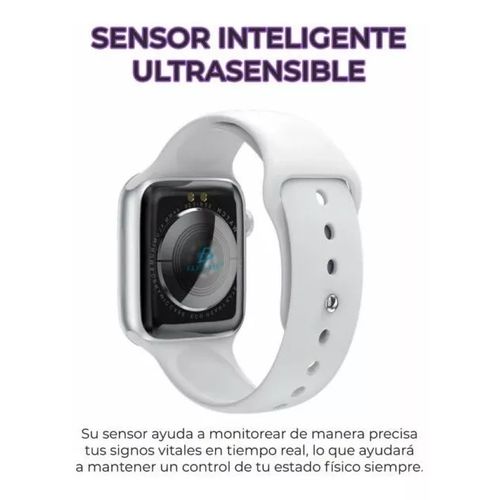 SENSOR INTELIGENTE
ULTRASENSIBLE
Su sensor ayuda a monitorear de manera precisa
tus signos vitales en tiempo real, lo que ayudará
a mantener un control de tu estado físico siempre.